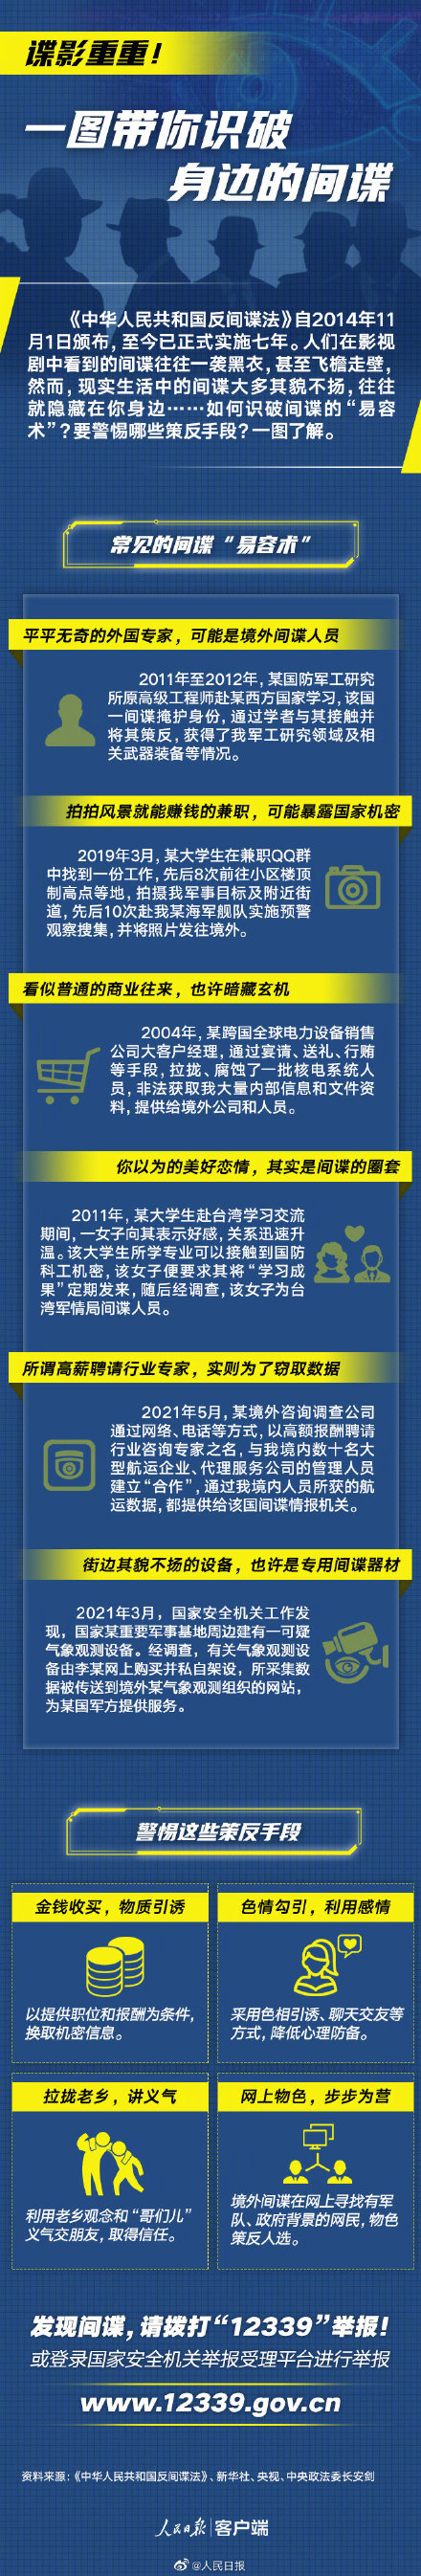 谍影重重！
一图带你识破
身边的间谍
《中华人民共和国反间谍法》自2014年11
月1日颁布，至今已正式实施七年。人们在影视
剧中看到的间谍往往一袭黑衣，甚至飞檐走壁，
然而，现实生活中的间谍大多其貌不扬，往往
就隐藏在你身边……如何识破间谍的“易容
术”？要警惕哪些策反手段？一图了解。
常见的间谍“易容术”
平平无奇的外国专家，可能是境外间谍人员
2011年至2012年，某国防军工研究
所原高级工程师赴某西方国家学习，该国
一间谍掩护身份，通过学者与其接触并
将其策反，获得了我军工研究领域及相
关武器装备等情况。
拍拍风景就能赚钱的兼职，可能暴露国家机密
2019年3月，某大学生在兼职QQ群
中找到一份工作，先后8次前往小区楼顶
制高点等地，拍摄我军事目标及附近街
道，先后10次赴我某海军舰队实施预警
观察搜集，并将照片发往境外。
看似普通的商业往来，也许暗藏玄机
2004年，某跨国全球电力设备销售
公司大客户经理，通过宴请、送礼、行贿
等手段，拉拢、腐蚀了一批核电系统人
员，非法获取我大量内部信息和文件资
料，提供给境外公司和人员。
你以为的美好恋情，其实是间谍的圈套
2011年，某大学生赴台湾学习交流
期间，一女子向其表示好感，关系迅速升
温。该大学生所学专业可以接触到国防
科工机密，该女子便要求其将“学习成
果”定期发来，随后经调查，该女子为台
湾军情局间谍人员。
所谓高薪聘请行业专家，实则为了窃取数据
2021年5月，某境外咨询调查公司
通过网络、电话等方式，以高额报酬聘请
行业咨询专家之名，与我境内数十名大
型航运企业、代理服务公司的管理人员
建立“合作”，通过我境内人员所获的航
运数据，都提供给该国间谍情报机关。
街边其貌不扬的设备，也许是专用间谍器材
2021年3月，国家安全机关工作发
现，国家某重要军事基地周边建有一可疑
气象观测设备。经调查，有关气象观测设
备由李某网上购买并私自架设，所采集数
据被传送到境外某气象观测组织的网站，
为某国军方提供服务。
警惕这些策反手段
金钱收买，物质引诱
以提供职位和报酬为条件，
换取机密信息。
色情勾引，利用感情
采用色相引诱、聊天交友等
方式，降低心理防备。
拉拢老乡，讲义气
利用老乡观念和“哥们儿”
义气交朋友，取得信任。
网上物色，步步为营
境外间谍在网上寻找有军
队、政府背景的网民，物色
策反人选。
发现间谍，请拨打“12339”举报！
或登录国家安全机关举报受理平台进行举报
www.12339.gov.cn
资料来源：《中华人民共和国反间谍法》、新华社、央视、中央政法委长安剑
人民日报 客户端
@人民日报